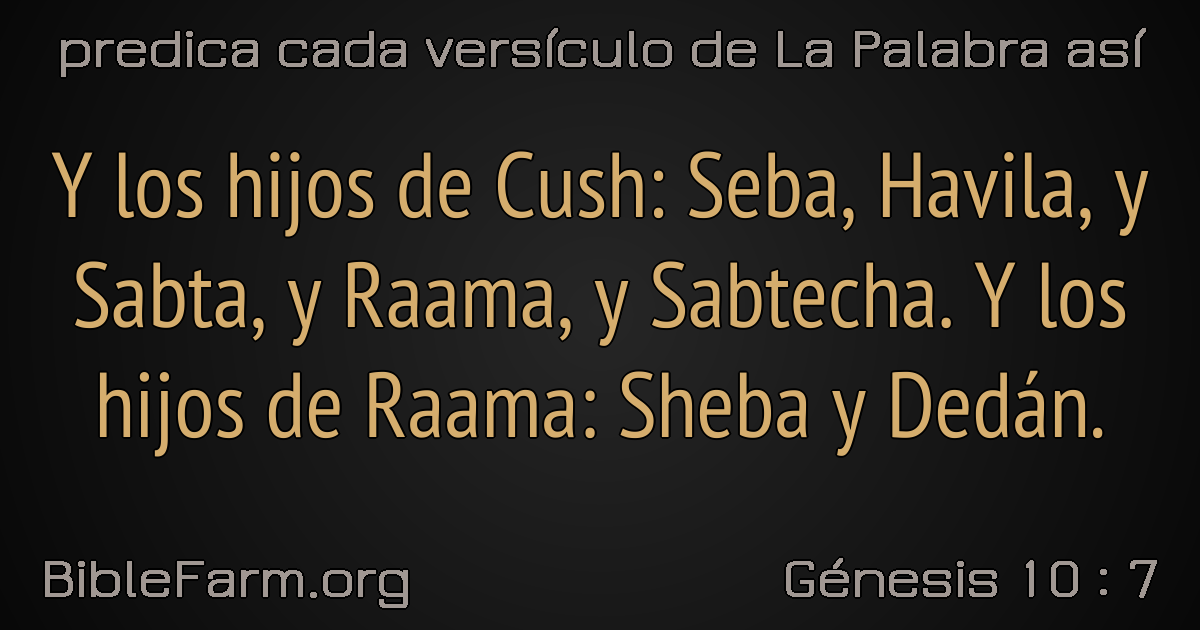 predica cada versículo de La Palabra así
Y los hijos de Cush: Seba, Havila, y
Sabta, y Raama, y Sabtecha. Y los
hijos de Raama: Sheba y Dedán.
BibleFarm.org
Génesis 10 : 7